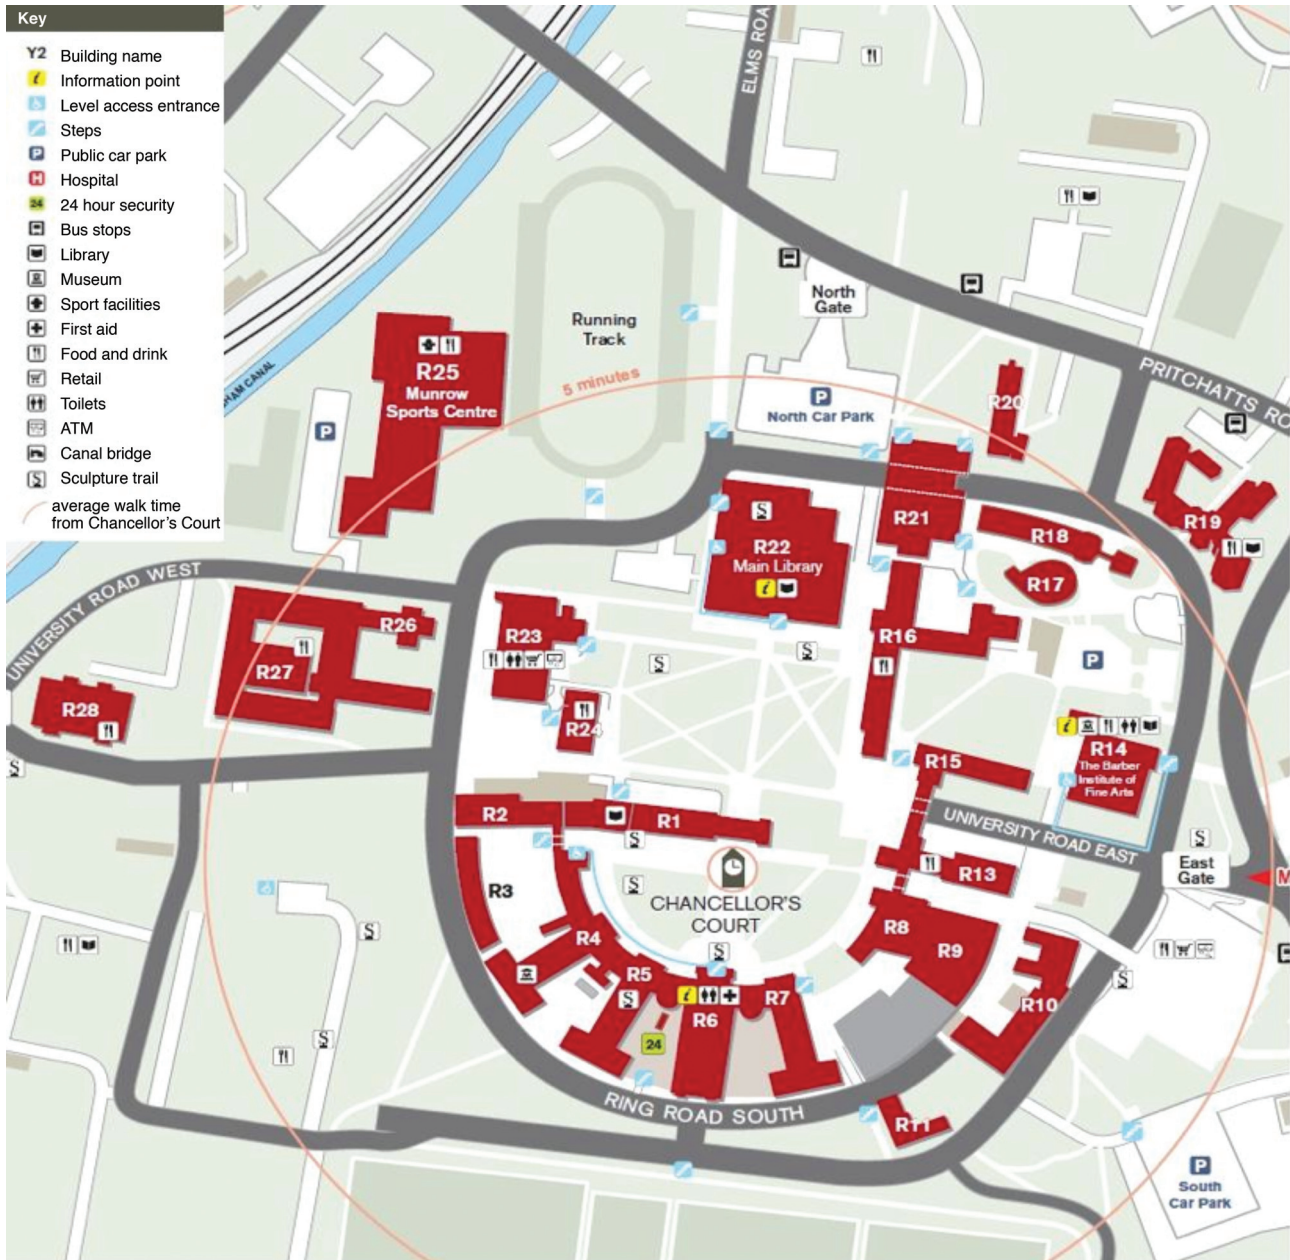 Key
Y2 Building name
i Information point
Level access entrance
Steps
P Public car park
H Hospital
24 24 hour security
Bus stops
Library
Museum
Sport facilities
First aid
Food and drink
Retail
Toilets
ATM
Canal bridge
S Sculpture trail
average walk time
from Chancellor's Court
ELMS ROA
North
Gate
Running
Track
5 minutes
PRITCHATTS RO
HAM CANAL
R25
Munrow
Sports Centre
P
P
North Car Park
R20
R21
R19
R18
R17
S
R22
Main Library
i
UNIVERSITY ROAD WEST
R26
R27
R28
R23
R24
R16
P
S
S
S
i
R14
The Barber
Institute of
Fine Arts
R15
UNIVERSITY ROAD EAST
R2
R1
S
S
East
Gate
M
R13
R3
S
CHANCELLOR'S
COURT
S
S
R4
R5
S
i
R6
R7
R8
R9
R10
S
24
S
RING ROAD SOUTH
R11
P
South
Car Park